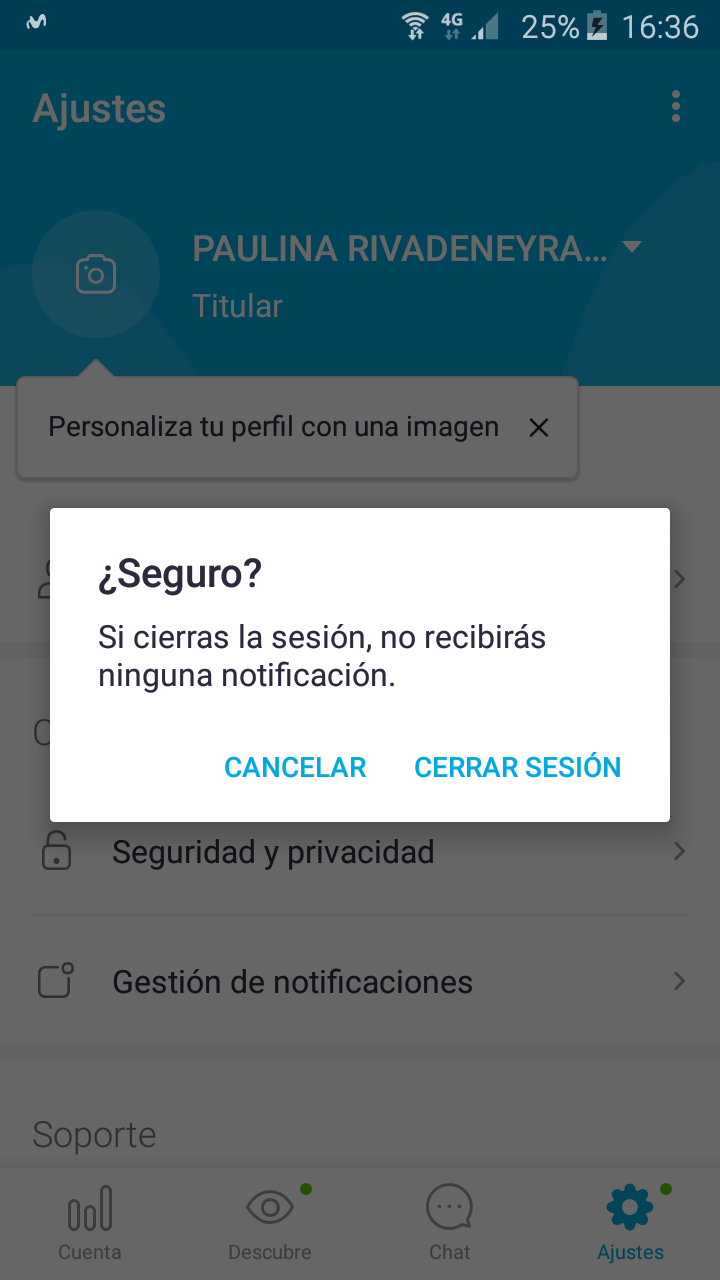 4G 25% 16:36
Ajustes
PAULINA RIVADENEYRA...
Titular
Personaliza tu perfil con una imagen
¿Seguro?
Si cierras la sesión, no recibirás
ninguna notificación.
CANCELAR CERRAR SESIÓN
Seguridad y privacidad
Gestión de notificaciones
Soporte
Cuenta Descubre Chat Ajustes